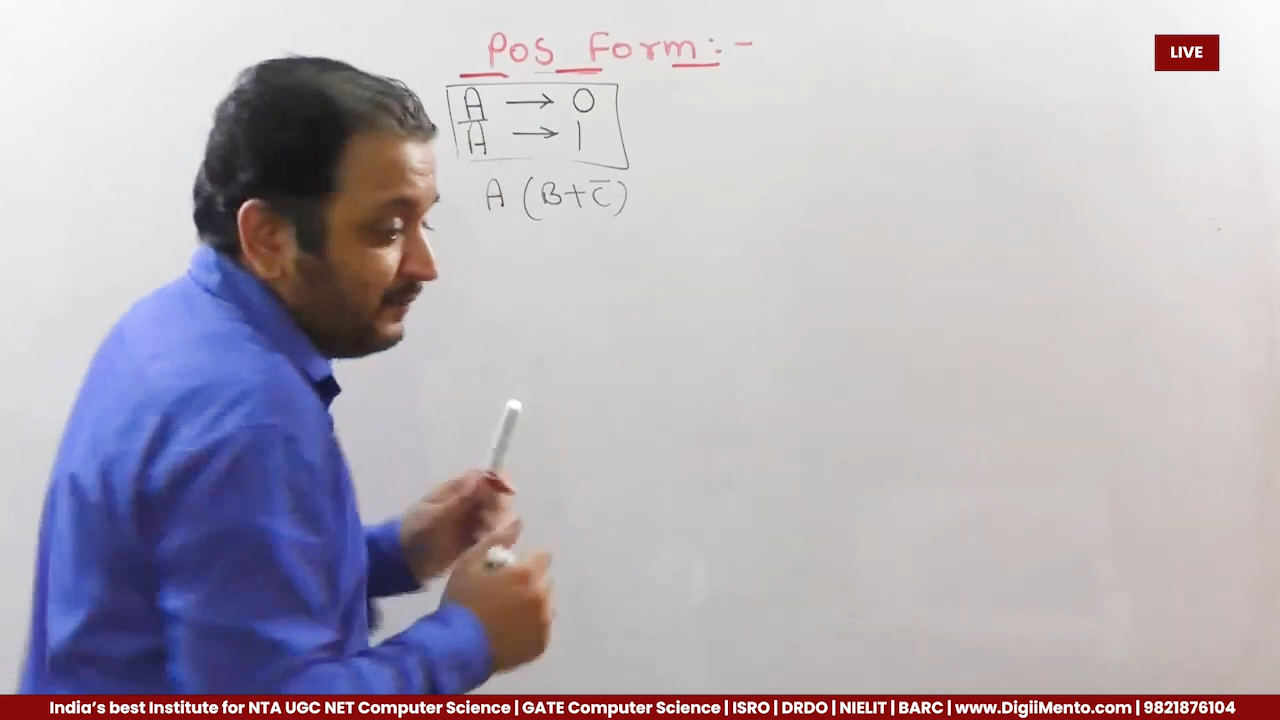 POS Form:-
LIVE
A → 0
A̅ → 1
A (B+C̅)
India's best Institute for NTA UGC NET Computer Science | GATE Computer Science | ISRO | DRDO | NIELIT | BARC | www.DigiiMento.com | 9821876104